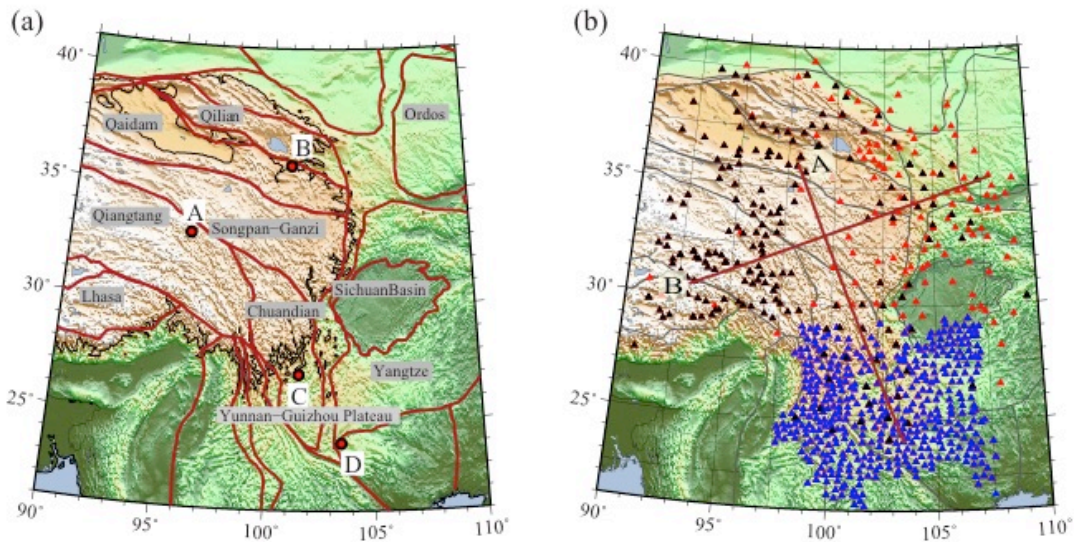 (a)
(b)
40°
40°
Qilian
Qaidam
Ordos
B
A
35°
35°
Qiangtang
A
Songpan-Ganzi
30°
30°
Lhasa
SichuanBasin
Chuandian
B
Yangtze
25°
25°
C
Yunnan-Guizhou Plateau
D
90°
95°
100°
105°
110°
90°
95°
100°
105°
110°